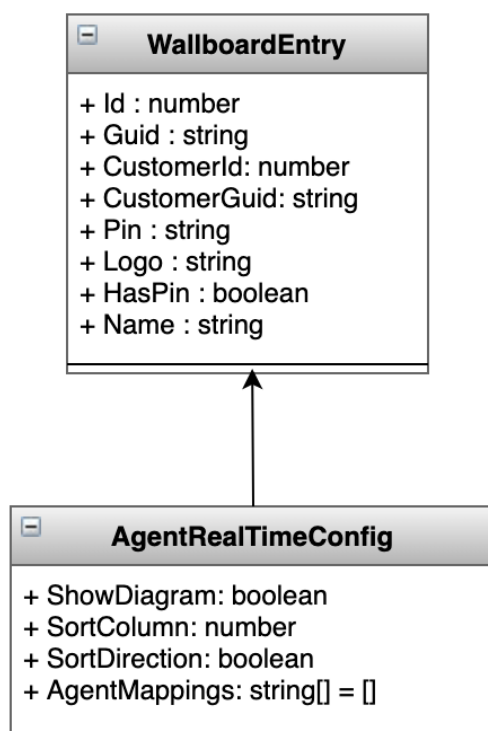 WallboardEntry
+ Id : number
+ Guid : string
+ CustomerId: number
+ CustomerGuid: string
+ Pin : string
+ Logo : string
+ HasPin : boolean
+ Name : string
AgentRealTimeConfig
+ ShowDiagram: boolean
+ SortColumn: number
+ SortDirection: boolean
+ AgentMappings: string[] = []